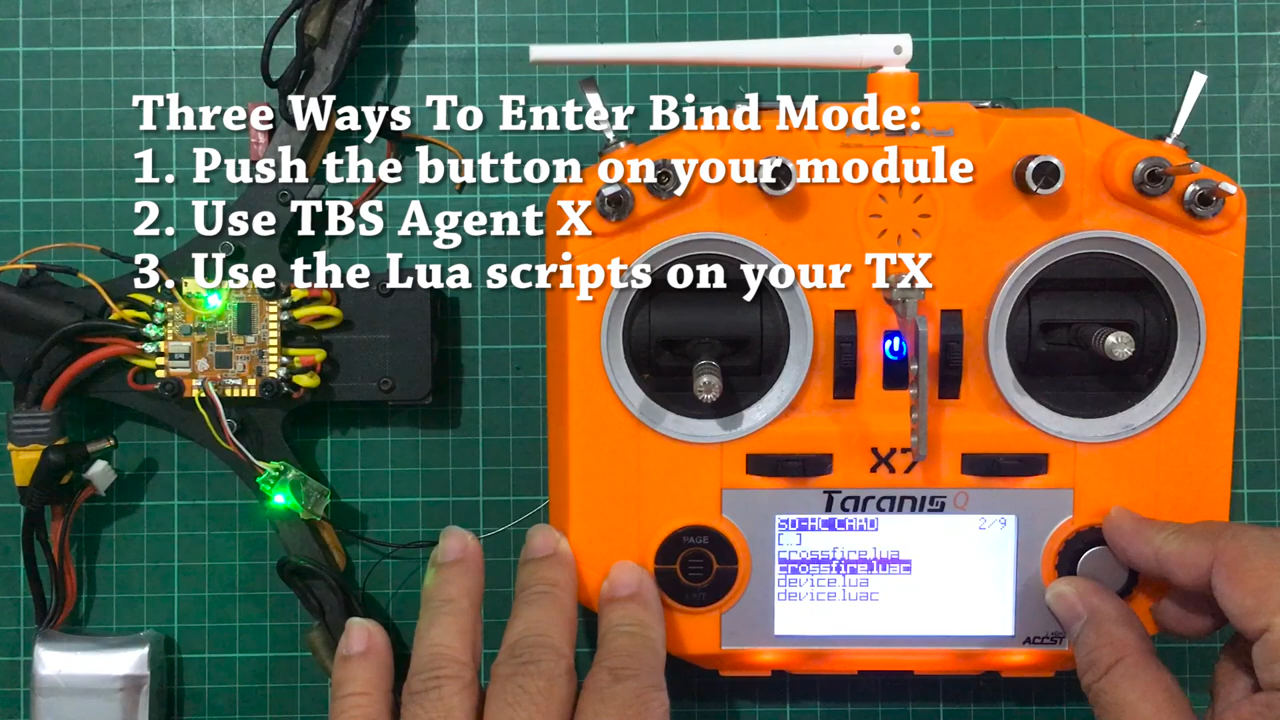 Three Ways To Enter Bind Mode:
1. Push the button on your module
2. Use TBS Agent X
3. Use the Lua scripts on your TX
X7
Taranis Q
SD-HC CARD 2/9
[..]
crossfire.lua
crossfire.luac
device.lua
device.luac
PAGE
EXIT
ACCST